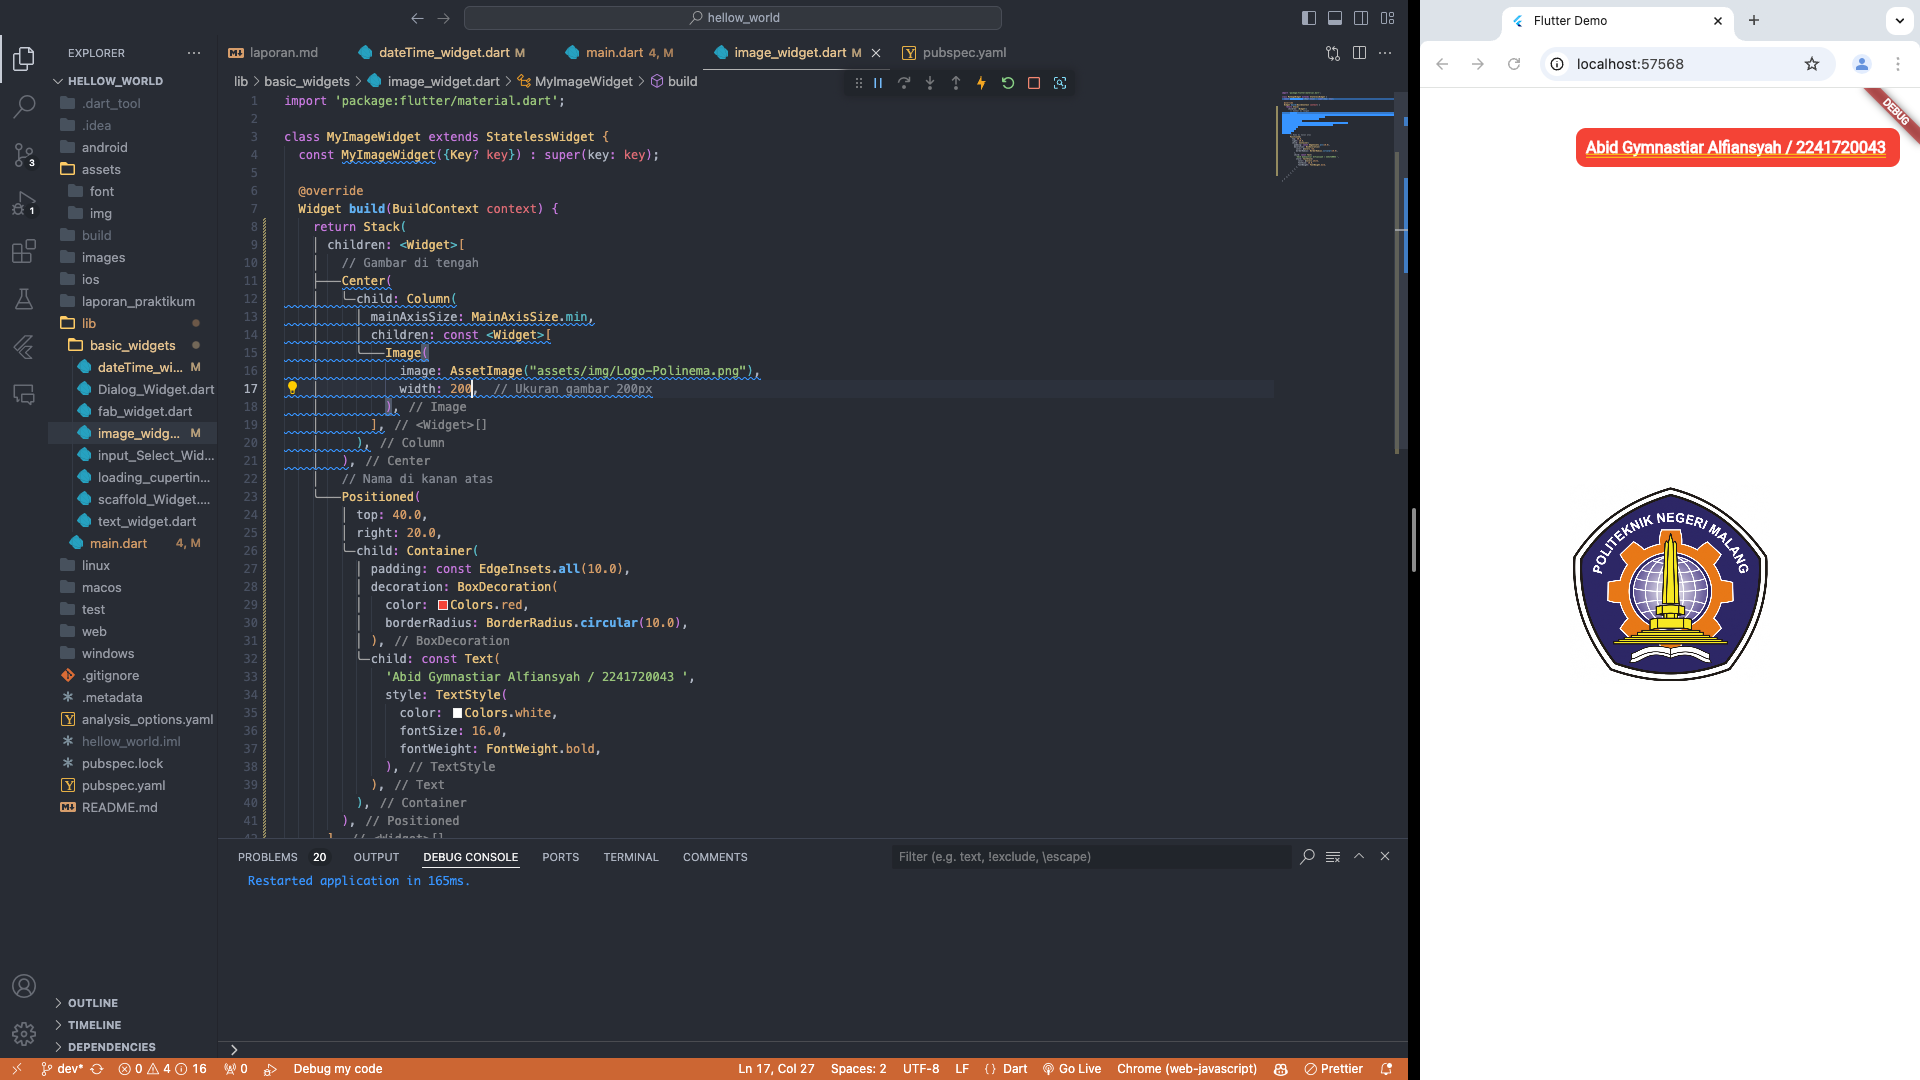 hellow_world
EXPLORER
HELLOW_WORLD
.dart_tool
.idea
android
assets
font
img
build
images
ios
laporan_praktikum
lib
basic_widgets
dateTime_wi... M
Dialog_Widget.dart
fab_widget.dart
image_widg... M
input_Select_Wid...
loading_cupertin...
scaffold_Widget....
text_widget.dart
main.dart 4, M
linux
macos
test
web
windows
.gitignore
.metadata
analysis_options.yaml
hellow_world.iml
pubspec.lock
pubspec.yaml
README.md
OUTLINE
TIMELINE
DEPENDENCIES
3
1
laporan.md dateTime_widget.dart M main.dart 4, M image_widget.dart M pubspec.yaml
lib > basic_widgets > image_widget.dart > MyImageWidget > build
1 import 'package:flutter/material.dart';
2
3 class MyImageWidget extends StatelessWidget {
4 const MyImageWidget({Key? key}) : super(key: key);
5
6 @override
7 Widget build(BuildContext context) {
8 return Stack(
9 children: <Widget>[
10 // Gambar di tengah
11 Center(
12 child: Column(
13 mainAxisSize: MainAxisSize.min,
14 children: const <Widget>[
15 Image(
16 image: AssetImage("assets/img/Logo-Polinema.png"),
17 width: 200, // Ukuran gambar 200px
18 ), // Image
19 ], // <Widget>[]
20 ), // Column
21 ), // Center
22 // Nama di kanan atas
23 Positioned(
24 top: 40.0,
25 right: 20.0,
26 child: Container(
27 padding: const EdgeInsets.all(10.0),
28 decoration: BoxDecoration(
29 color: Colors.red,
30 borderRadius: BorderRadius.circular(10.0),
31 ), // BoxDecoration
32 child: const Text(
33 'Abid Gymnastiar Alfiansyah / 2241720043 ',
34 style: TextStyle(
35 color: Colors.white,
36 fontSize: 16.0,
37 fontWeight: FontWeight.bold,
38 ), // TextStyle
39 ), // Text
40 ), // Container
41 ), // Positioned
42 ], // <Widget>[]
PROBLEMS 20 OUTPUT DEBUG CONSOLE PORTS TERMINAL COMMENTS
Filter (e.g. text, !exclude, \escape)
Restarted application in 165ms.
dev* 0 4 16 0 Debug my code
Ln 17, Col 27 Spaces: 2 UTF-8 LF {} Dart Go Live Chrome (web-javascript) Prettier
Flutter Demo
localhost:57568
DEBUG
Abid Gymnastiar Alfiansyah / 2241720043
POLITEKNIK NEGERI MALANG